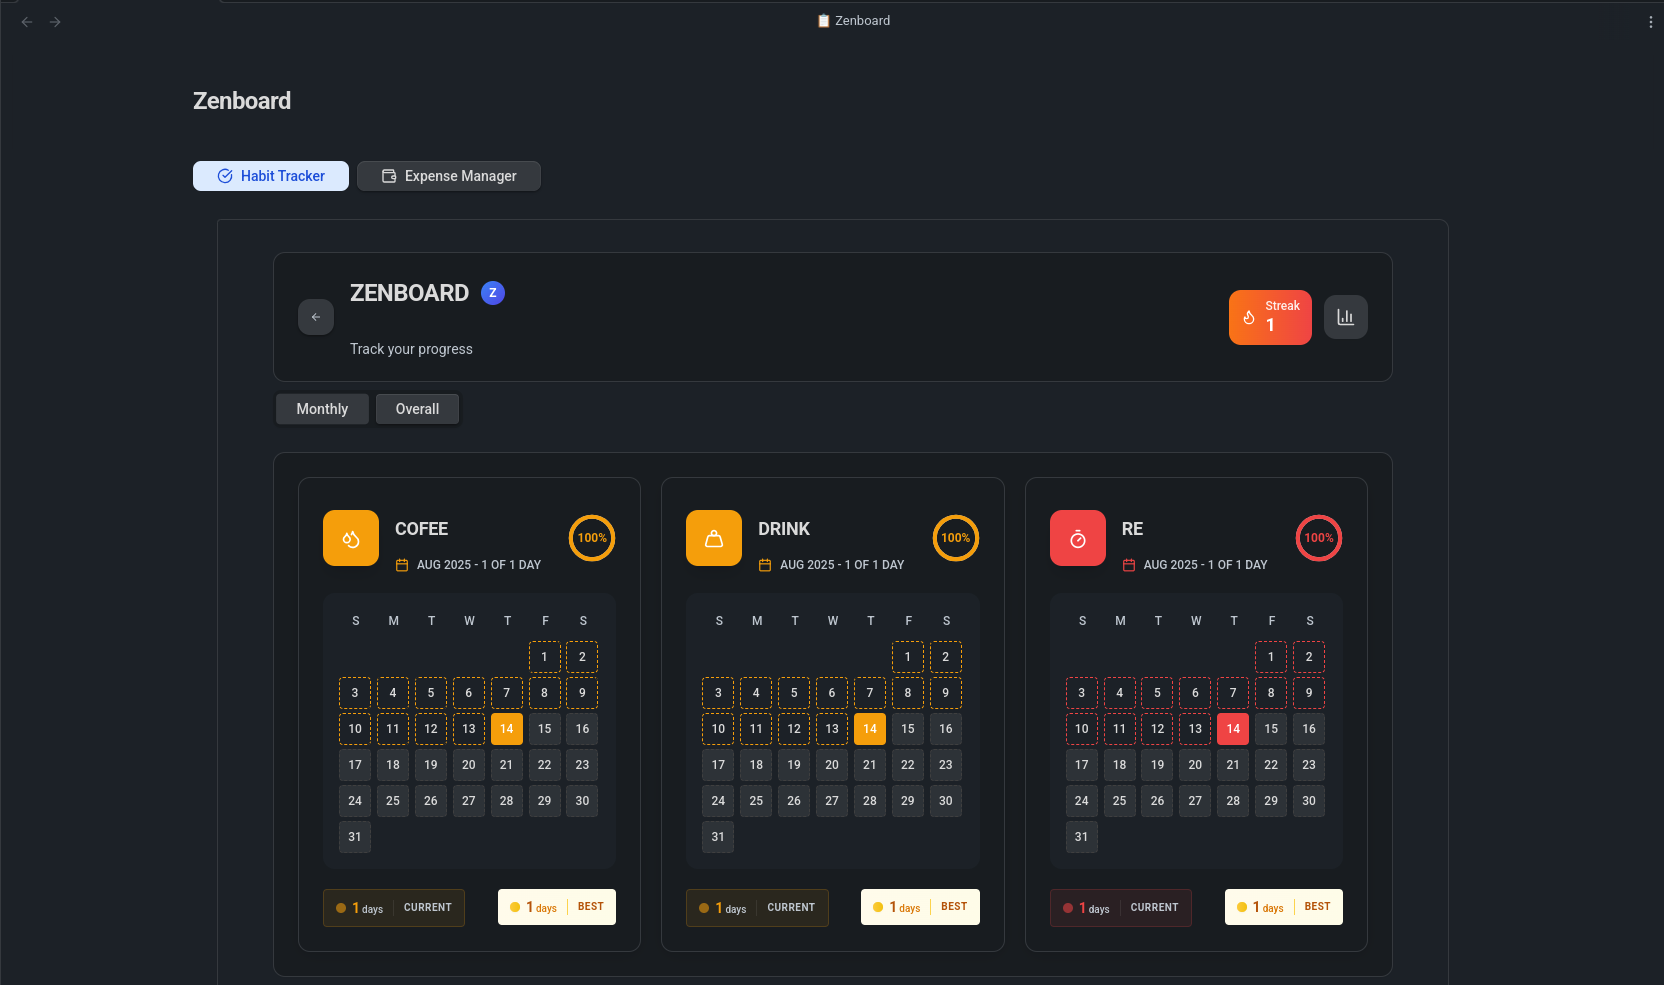 📋 Zenboard
Zenboard
Habit Tracker
Expense Manager
ZENBOARD Z
Track your progress
Streak
1
Monthly
Overall
COFEE
100%
AUG 2025 - 1 OF 1 DAY
S M T W T F S
1 2
3 4 5 6 7 8 9
10 11 12 13 14 15 16
17 18 19 20 21 22 23
24 25 26 27 28 29 30
31
1 days CURRENT
1 days BEST
DRINK
100%
AUG 2025 - 1 OF 1 DAY
S M T W T F S
1 2
3 4 5 6 7 8 9
10 11 12 13 14 15 16
17 18 19 20 21 22 23
24 25 26 27 28 29 30
31
1 days CURRENT
1 days BEST
RE
100%
AUG 2025 - 1 OF 1 DAY
S M T W T F S
1 2
3 4 5 6 7 8 9
10 11 12 13 14 15 16
17 18 19 20 21 22 23
24 25 26 27 28 29 30
31
1 days CURRENT
1 days BEST